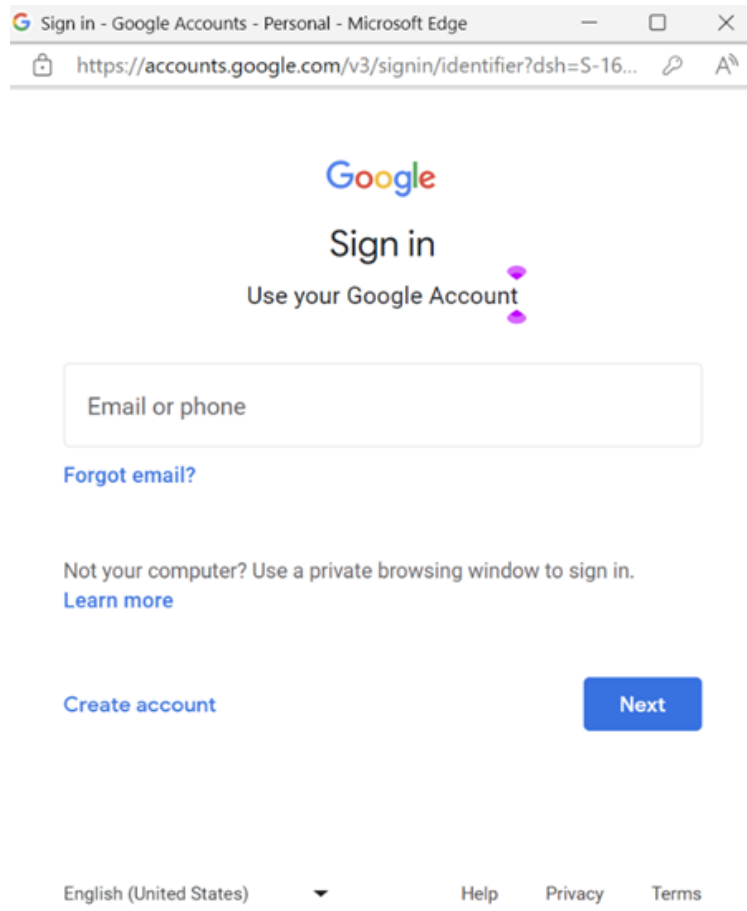 Sign in - Google Accounts - Personal - Microsoft Edge
https://accounts.google.com/v3/signin/identifier?dsh=S-16...
Google
Sign in
Use your Google Account
Email or phone
Forgot email?
Not your computer? Use a private browsing window to sign in.
Learn more
Create account
Next
English (United States)
Help Privacy Terms